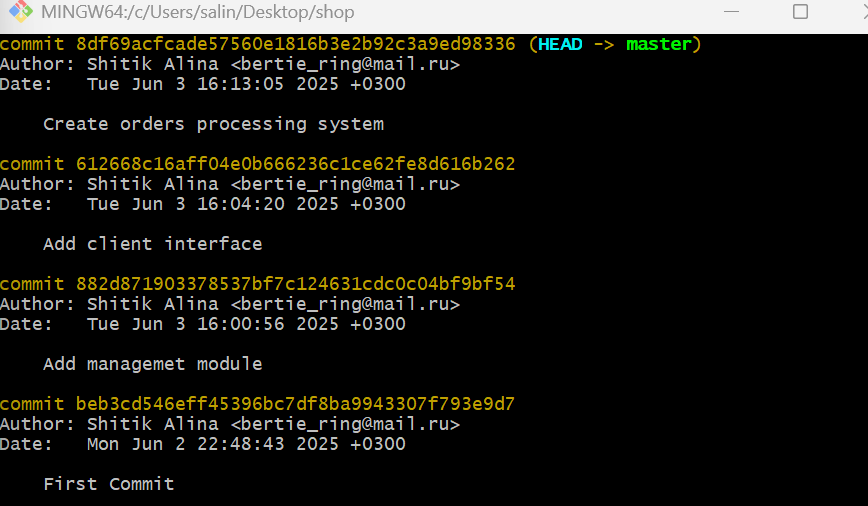 MINGW64:/c/Users/salin/Desktop/shop
commit 8df69acfcade57560e1816b3e2b92c3a9ed98336 (HEAD -> master)
Author: Shitik Alina <bertie_ring@mail.ru>
Date:   Tue Jun 3 16:13:05 2025 +0300
Create orders processing system
commit 612668c16aff04e0b666236c1ce62fe8d616b262
Author: Shitik Alina <bertie_ring@mail.ru>
Date:   Tue Jun 3 16:04:20 2025 +0300
Add client interface
commit 882d871903378537bf7c124631cdc0c04bf9bf54
Author: Shitik Alina <bertie_ring@mail.ru>
Date:   Tue Jun 3 16:00:56 2025 +0300
Add managemet module
commit beb3cd546eff45396bc7df8ba9943307f793e9d7
Author: Shitik Alina <bertie_ring@mail.ru>
Date:   Mon Jun 2 22:48:43 2025 +0300
First Commit